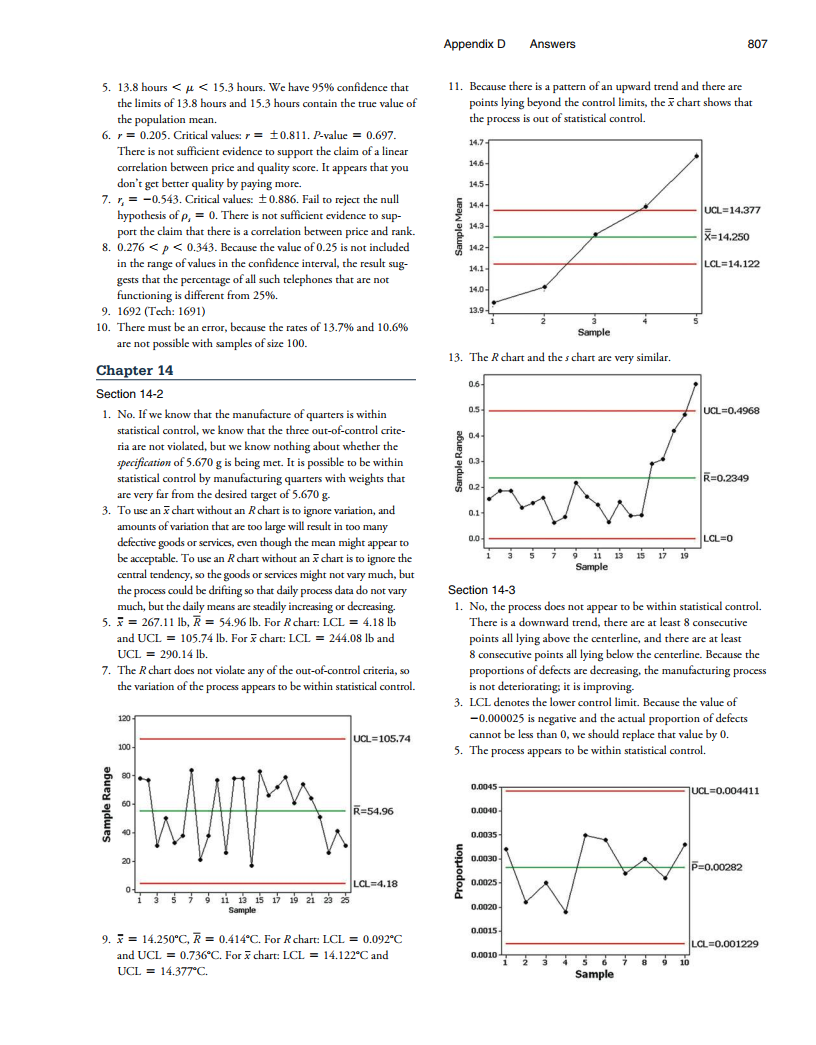 Appendix D Answers 807
5. 13.8 hours < μ < 15.3 hours. We have 95% confidence that
the limits of 13.8 hours and 15.3 hours contain the true value of
the population mean.
6. r = 0.205. Critical values: r = ±0.811. P-value = 0.697.
There is not sufficient evidence to support the claim of a linear
correlation between price and quality score. It appears that you
don't get better quality by paying more.
7. rₛ = −0.543. Critical values: ±0.886. Fail to reject the null
hypothesis of ρₛ = 0. There is not sufficient evidence to sup-
port the claim that there is a correlation between price and rank.
8. 0.276 < p < 0.343. Because the value of 0.25 is not included
in the range of values in the confidence interval, the result sug-
gests that the percentage of all such telephones that are not
functioning is different from 25%.
9. 1692 (Tech: 1691)
10. There must be an error, because the rates of 13.7% and 10.6%
are not possible with samples of size 100.
Chapter 14
Section 14-2
1. No. If we know that the manufacture of quarters is within
statistical control, we know that the three out-of-control crite-
ria are not violated, but we know nothing about whether the
specification of 5.670 g is being met. It is possible to be within
statistical control by manufacturing quarters with weights that
are very far from the desired target of 5.670 g.
3. To use an x̄ chart without an R chart is to ignore variation, and
amounts of variation that are too large will result in too many
defective goods or services, even though the mean might appear to
be acceptable. To use an R chart without an x̄ chart is to ignore the
central tendency, so the goods or services might not vary much, but
the process could be drifting so that daily process data do not vary
much, but the daily means are steadily increasing or decreasing.
5. x̿ = 267.11 lb, R̄ = 54.96 lb. For R chart: LCL = 4.18 lb
and UCL = 105.74 lb. For x̄ chart: LCL = 244.08 lb and
UCL = 290.14 lb.
7. The R chart does not violate any of the out-of-control criteria, so
the variation of the process appears to be within statistical control.
Sample Range
120
100
80
60
40
20
0
UCL=105.74
R̄=54.96
LCL=4.18
1 3 5 7 9 11 13 15 17 19 21 23 25
Sample
9. x̿ = 14.250°C, R̄ = 0.414°C. For R chart: LCL = 0.092°C
and UCL = 0.736°C. For x̄ chart: LCL = 14.122°C and
UCL = 14.377°C.
11. Because there is a pattern of an upward trend and there are
points lying beyond the control limits, the x̄ chart shows that
the process is out of statistical control.
Sample Mean
14.7
14.6
14.5
14.4
14.3
14.2
14.1
14.0
13.9
UCL=14.377
X̿=14.250
LCL=14.122
1 2 3 4 5
Sample
13. The R chart and the s chart are very similar.
Sample Range
0.6
0.5
0.4
0.3
0.2
0.1
0.0
UCL=0.4968
R̄=0.2349
LCL=0
1 3 5 7 9 11 13 15 17 19
Sample
Section 14-3
1. No, the process does not appear to be within statistical control.
There is a downward trend, there are at least 8 consecutive
points all lying above the centerline, and there are at least
8 consecutive points all lying below the centerline. Because the
proportions of defects are decreasing, the manufacturing process
is not deteriorating; it is improving.
3. LCL denotes the lower control limit. Because the value of
−0.000025 is negative and the actual proportion of defects
cannot be less than 0, we should replace that value by 0.
5. The process appears to be within statistical control.
Proportion
0.0045
0.0040
0.0035
0.0030
0.0025
0.0020
0.0015
0.0010
UCL=0.004411
P̄=0.00282
LCL=0.001229
1 2 3 4 5 6 7 8 9 10
Sample